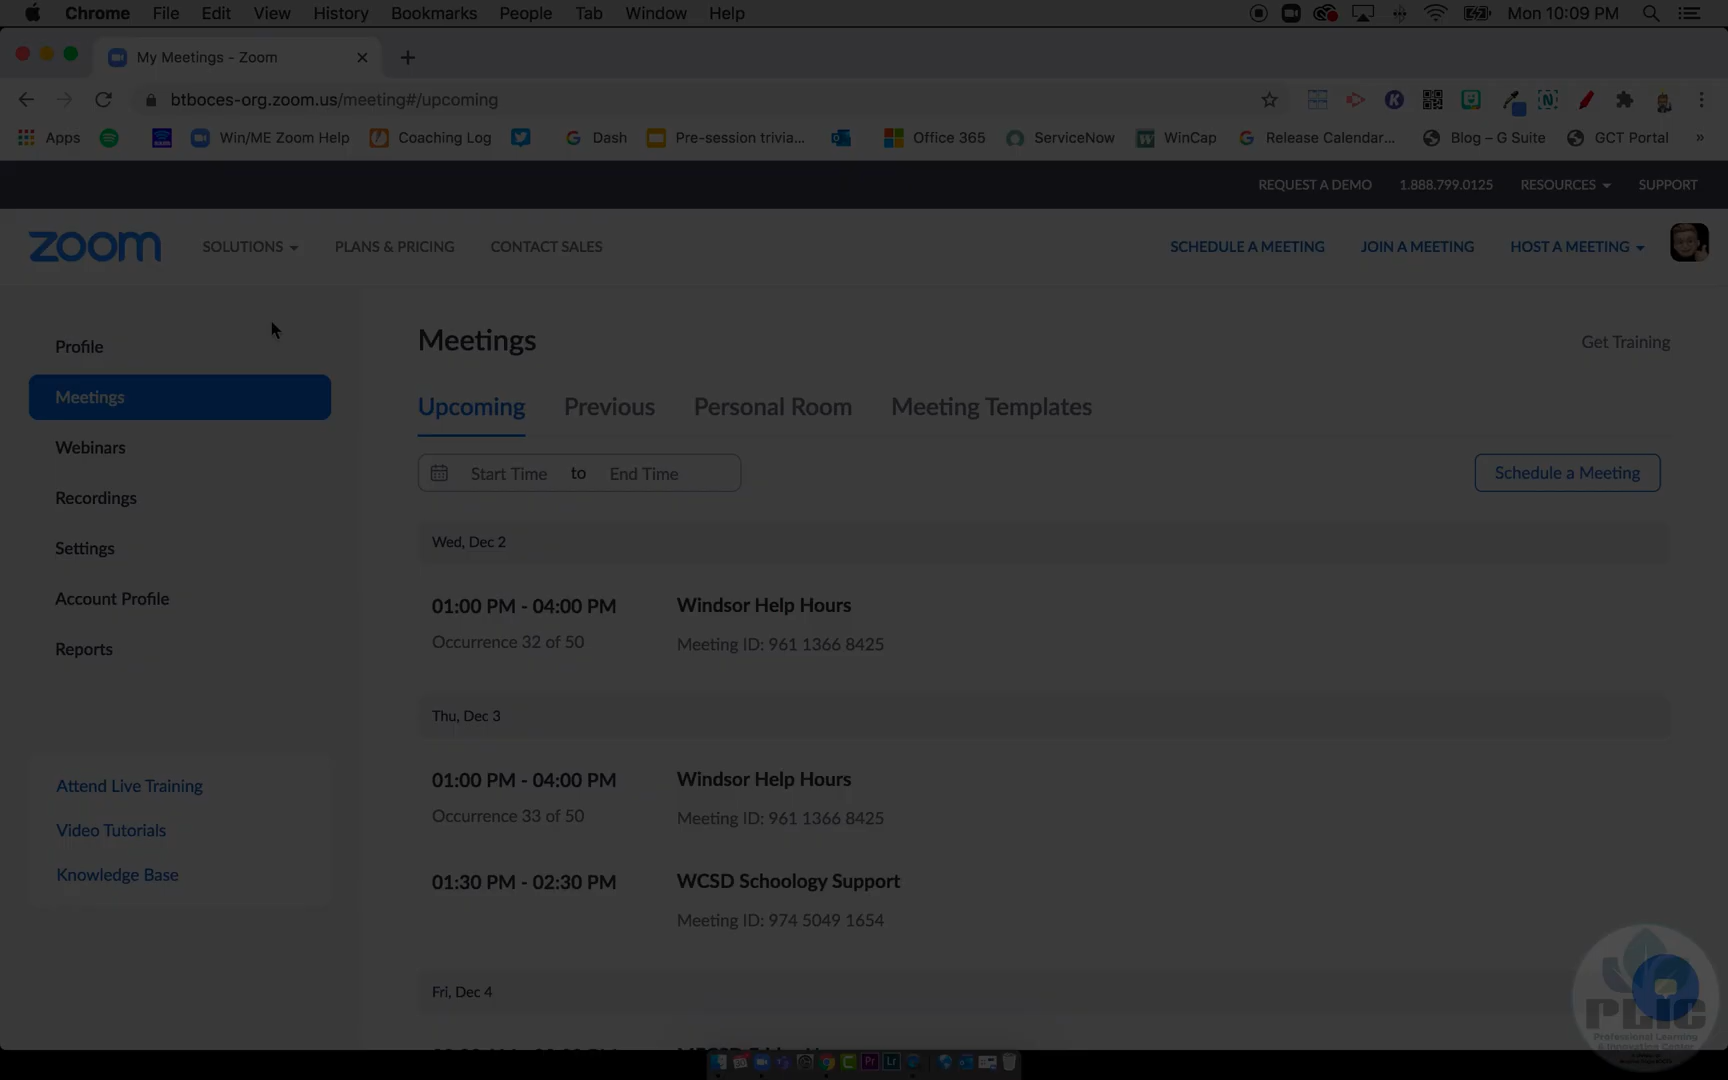 Chrome File Edit View History Bookmarks People Tab Window Help Mon 10:09 PM
My Meetings - Zoom
btboces-org.zoom.us/meeting#/upcoming
Apps Win/ME Zoom Help Coaching Log Dash Pre-session trivia... Office 365 ServiceNow WinCap Release Calendar... Blog – G Suite GCT Portal »
REQUEST A DEMO 1.888.799.0125 RESOURCES SUPPORT
zoom SOLUTIONS PLANS & PRICING CONTACT SALES SCHEDULE A MEETING JOIN A MEETING HOST A MEETING
Profile
Meetings
Webinars
Recordings
Settings
Account Profile
Reports
Attend Live Training
Video Tutorials
Knowledge Base
Meetings
Get Training
Upcoming Previous Personal Room Meeting Templates
Start Time to End Time
Schedule a Meeting
Wed, Dec 2
01:00 PM - 04:00 PM Windsor Help Hours
Occurrence 32 of 50 Meeting ID: 961 1366 8425
Thu, Dec 3
01:00 PM - 04:00 PM Windsor Help Hours
Occurrence 33 of 50 Meeting ID: 961 1366 8425
01:30 PM - 02:30 PM WCSD Schoology Support
Meeting ID: 974 5049 1654
Fri, Dec 4
PLIC
Professional Learning
& Innovation Center